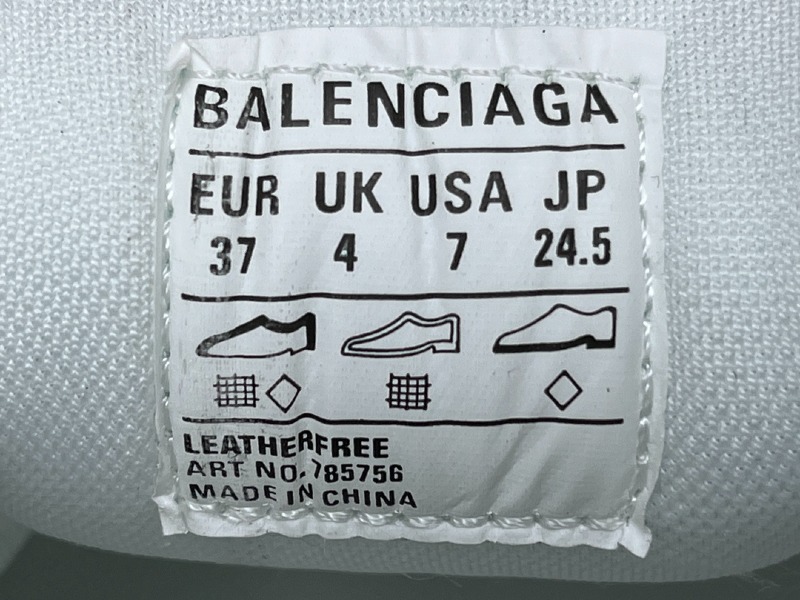 BALENCIAGA
EUR UK USA JP
37 4 7 24.5
LEATHERFREE
ART NO.785756
MADE IN CHINA